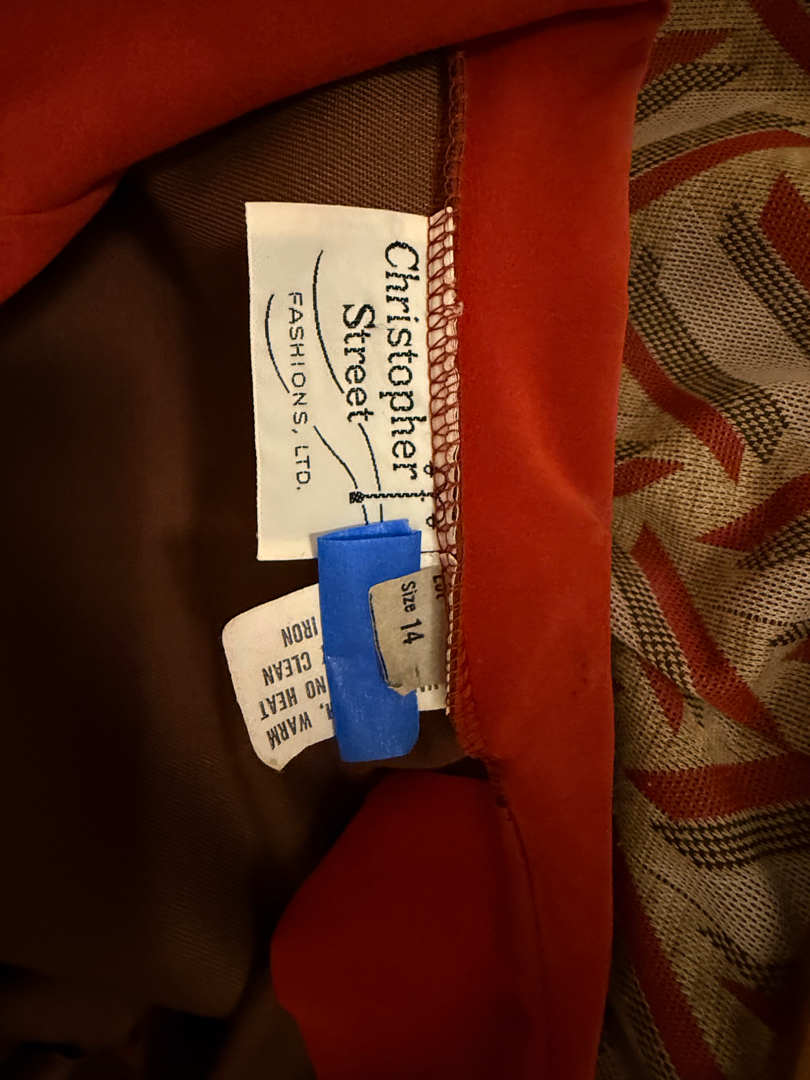 Christopher
Street
FASHIONS, LTD.
Size 14
WARM
NO HEAT
CLEAN
IRON